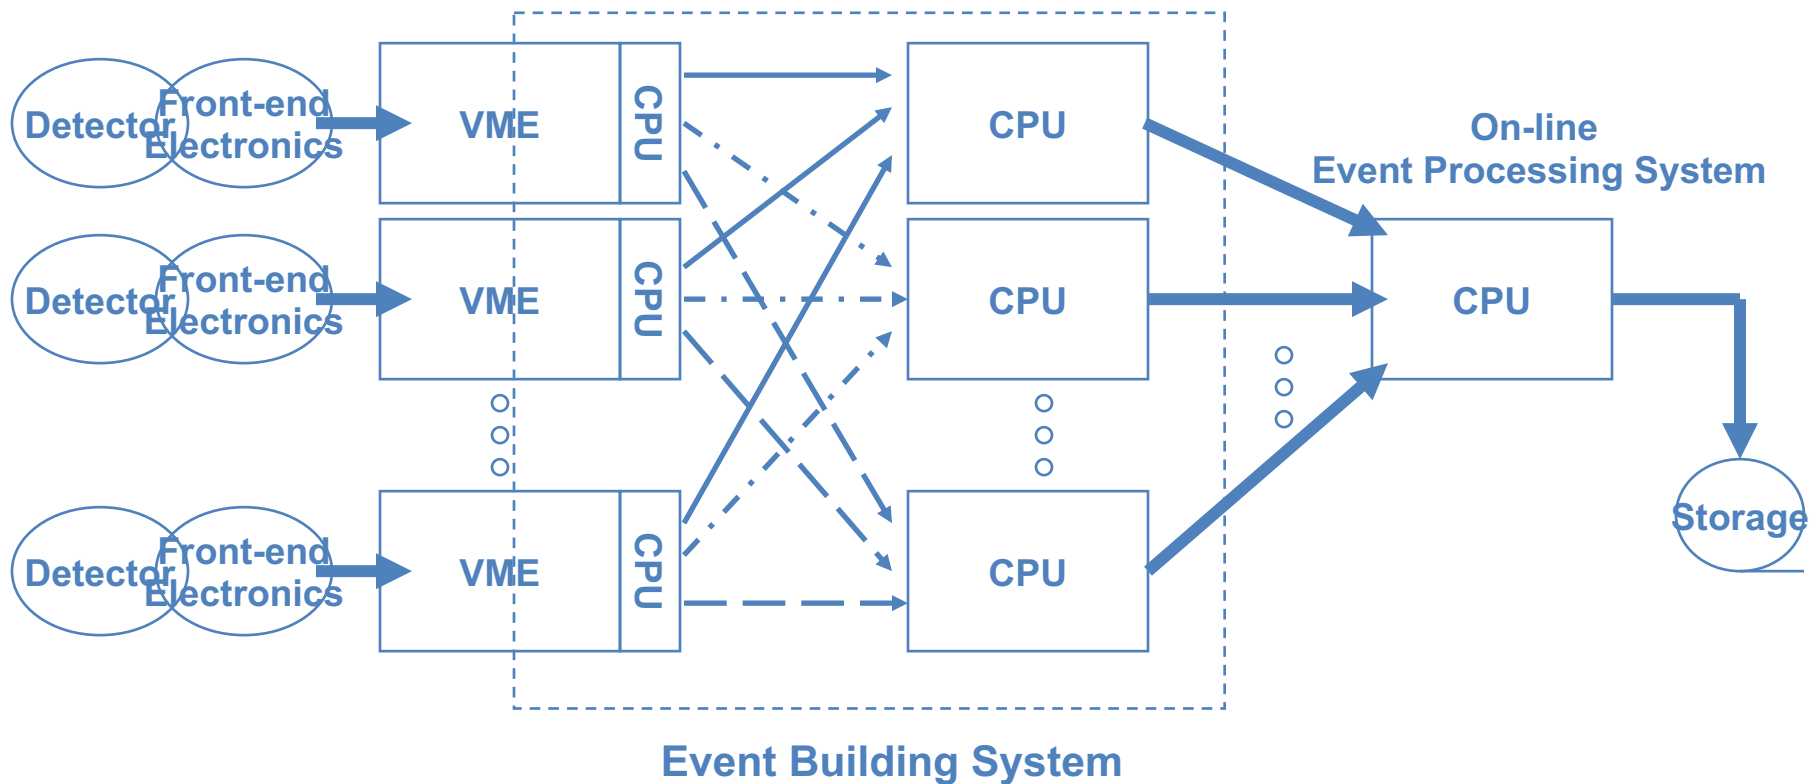 Detector
Front-end
Electronics
VME
CPU
CPU
On-line
Event Processing System
Detector
Front-end
Electronics
VME
CPU
CPU
CPU
Detector
Front-end
Electronics
VME
CPU
CPU
Storage
Event Building System